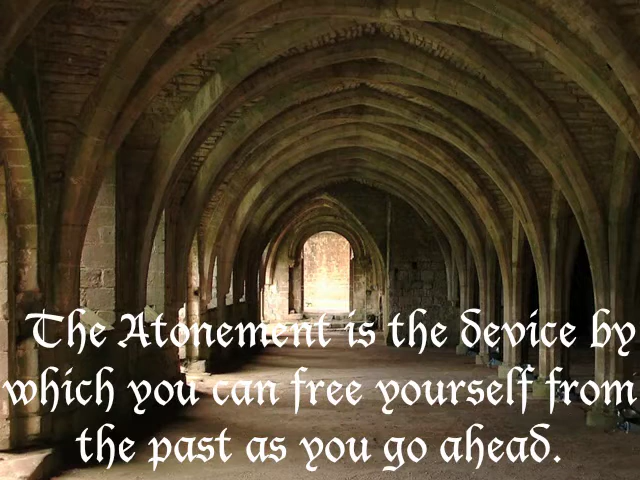 The Atonement is the device by
which you can free yourself from
the past as you go ahead.